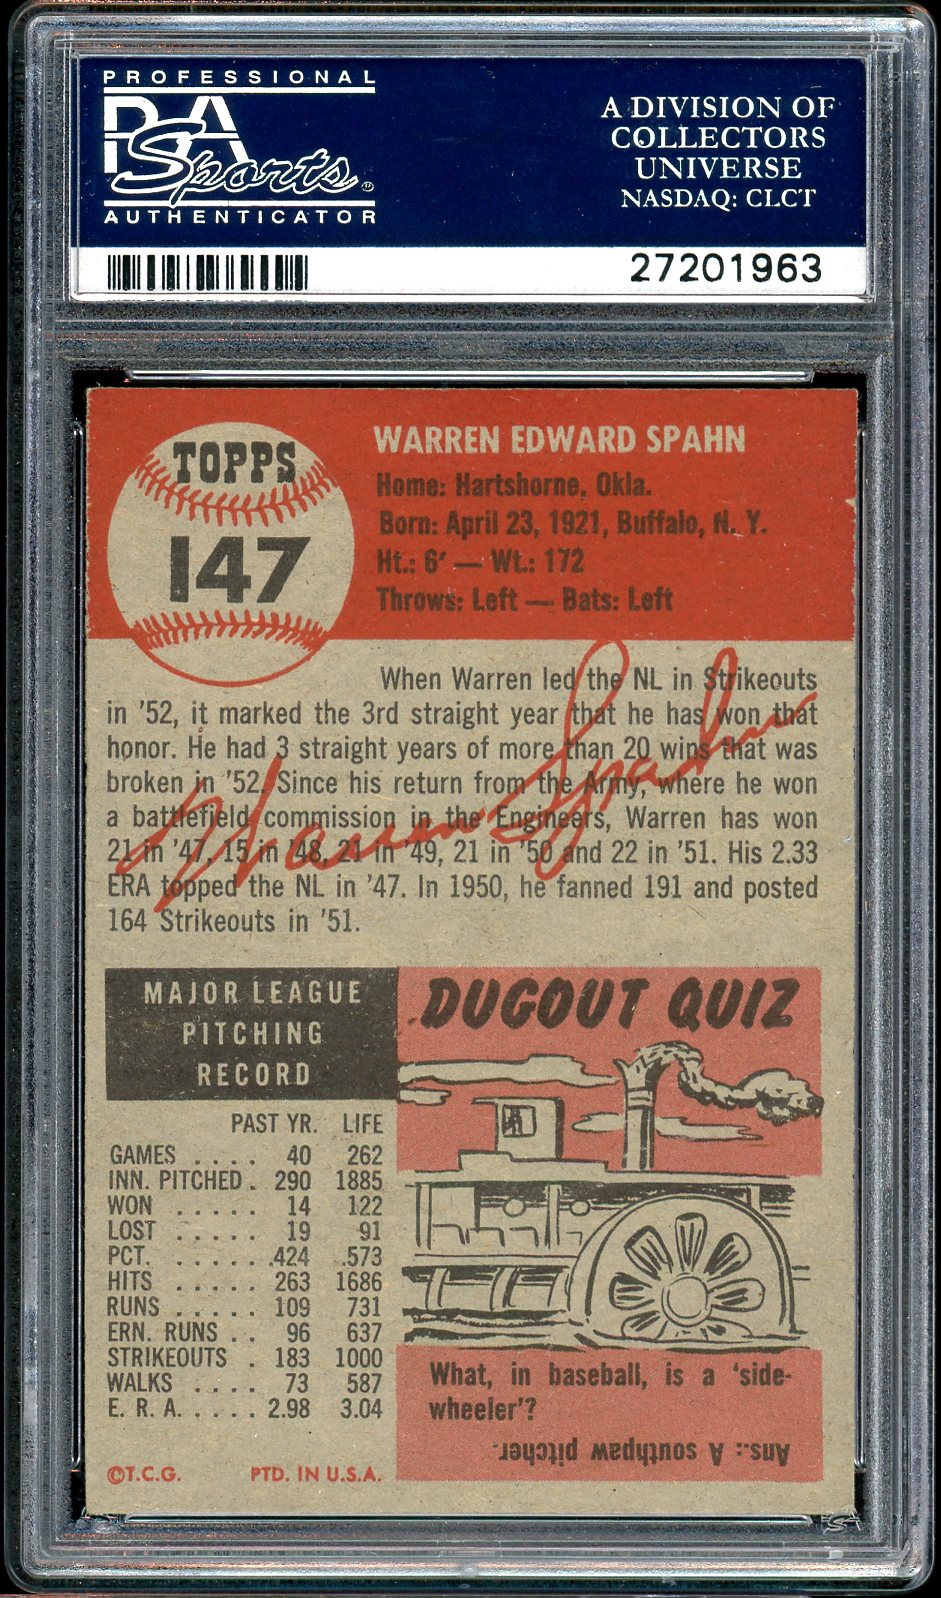 PROFESSIONAL
PSA
Sports®
AUTHENTICATOR
A DIVISION OF
COLLECTORS
UNIVERSE
NASDAQ: CLCT
27201963
TOPPS
147
WARREN EDWARD SPAHN
Home: Hartshorne, Okla.
Born: April 23, 1921, Buffalo, N. Y.
Ht.: 6' — Wt.: 172
Throws: Left — Bats: Left
When Warren led the NL in Strikeouts
in '52, it marked the 3rd straight year that he has won that
honor. He had 3 straight years of more than 20 wins that was
broken in '52. Since his return from the Army, where he won
a battlefield commission in the Engineers, Warren has won
21 in '47, 15 in '48, 21 in '49, 21 in '50 and 22 in '51. His 2.33
ERA topped the NL in '47. In 1950, he fanned 191 and posted
164 Strikeouts in '51.
Warren Spahn
MAJOR LEAGUE
PITCHING
RECORD
PAST YR. LIFE
GAMES . . . . 40 262
INN. PITCHED . 290 1885
WON . . . . . 14 122
LOST . . . . . 19 91
PCT. . . . . . .424 .573
HITS . . . . . 263 1686
RUNS . . . . . 109 731
ERN. RUNS . . 96 637
STRIKEOUTS . 183 1000
WALKS . . . . 73 587
E. R. A. . . . . . 2.98 3.04
©T.C.G. PTD. IN U.S.A.
DUGOUT QUIZ
What, in baseball, is a 'side-
wheeler'?
Ans.: A southpaw pitcher.